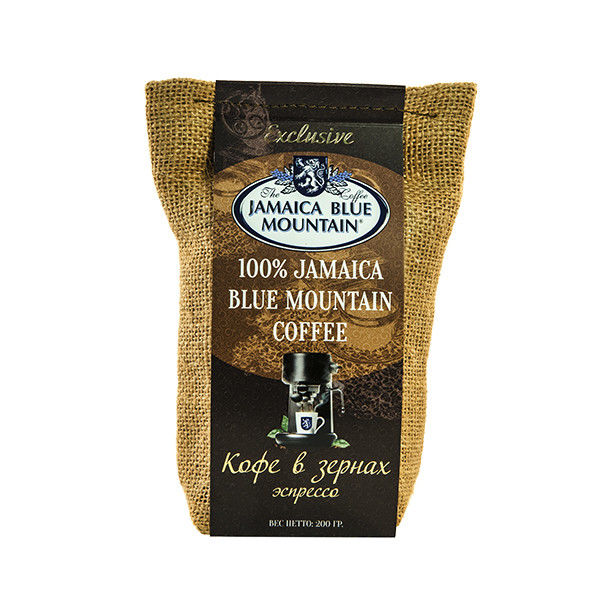 Exclusive
The Coffee
JAMAICA BLUE
MOUNTAIN®
100% JAMAICA
BLUE MOUNTAIN
COFFEE
Кофе в зернах
эспрессо
ВЕС НЕТТО: 200 ГР.